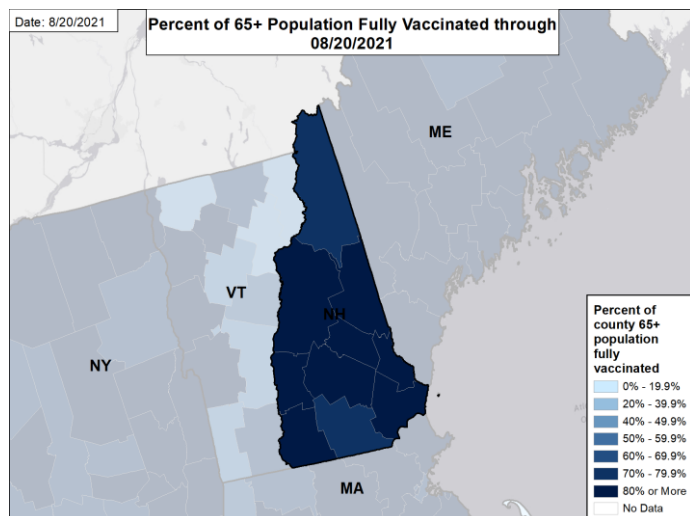 Date: 8/20/2021
Percent of 65+ Population Fully Vaccinated through
08/20/2021
ME
VT
NH
NY
MA
Percent of
county 65+
population
fully
vaccinated
0% - 19.9%
20% - 39.9%
40% - 49.9%
50% - 59.9%
60% - 69.9%
70% - 79.9%
80% or More
No Data